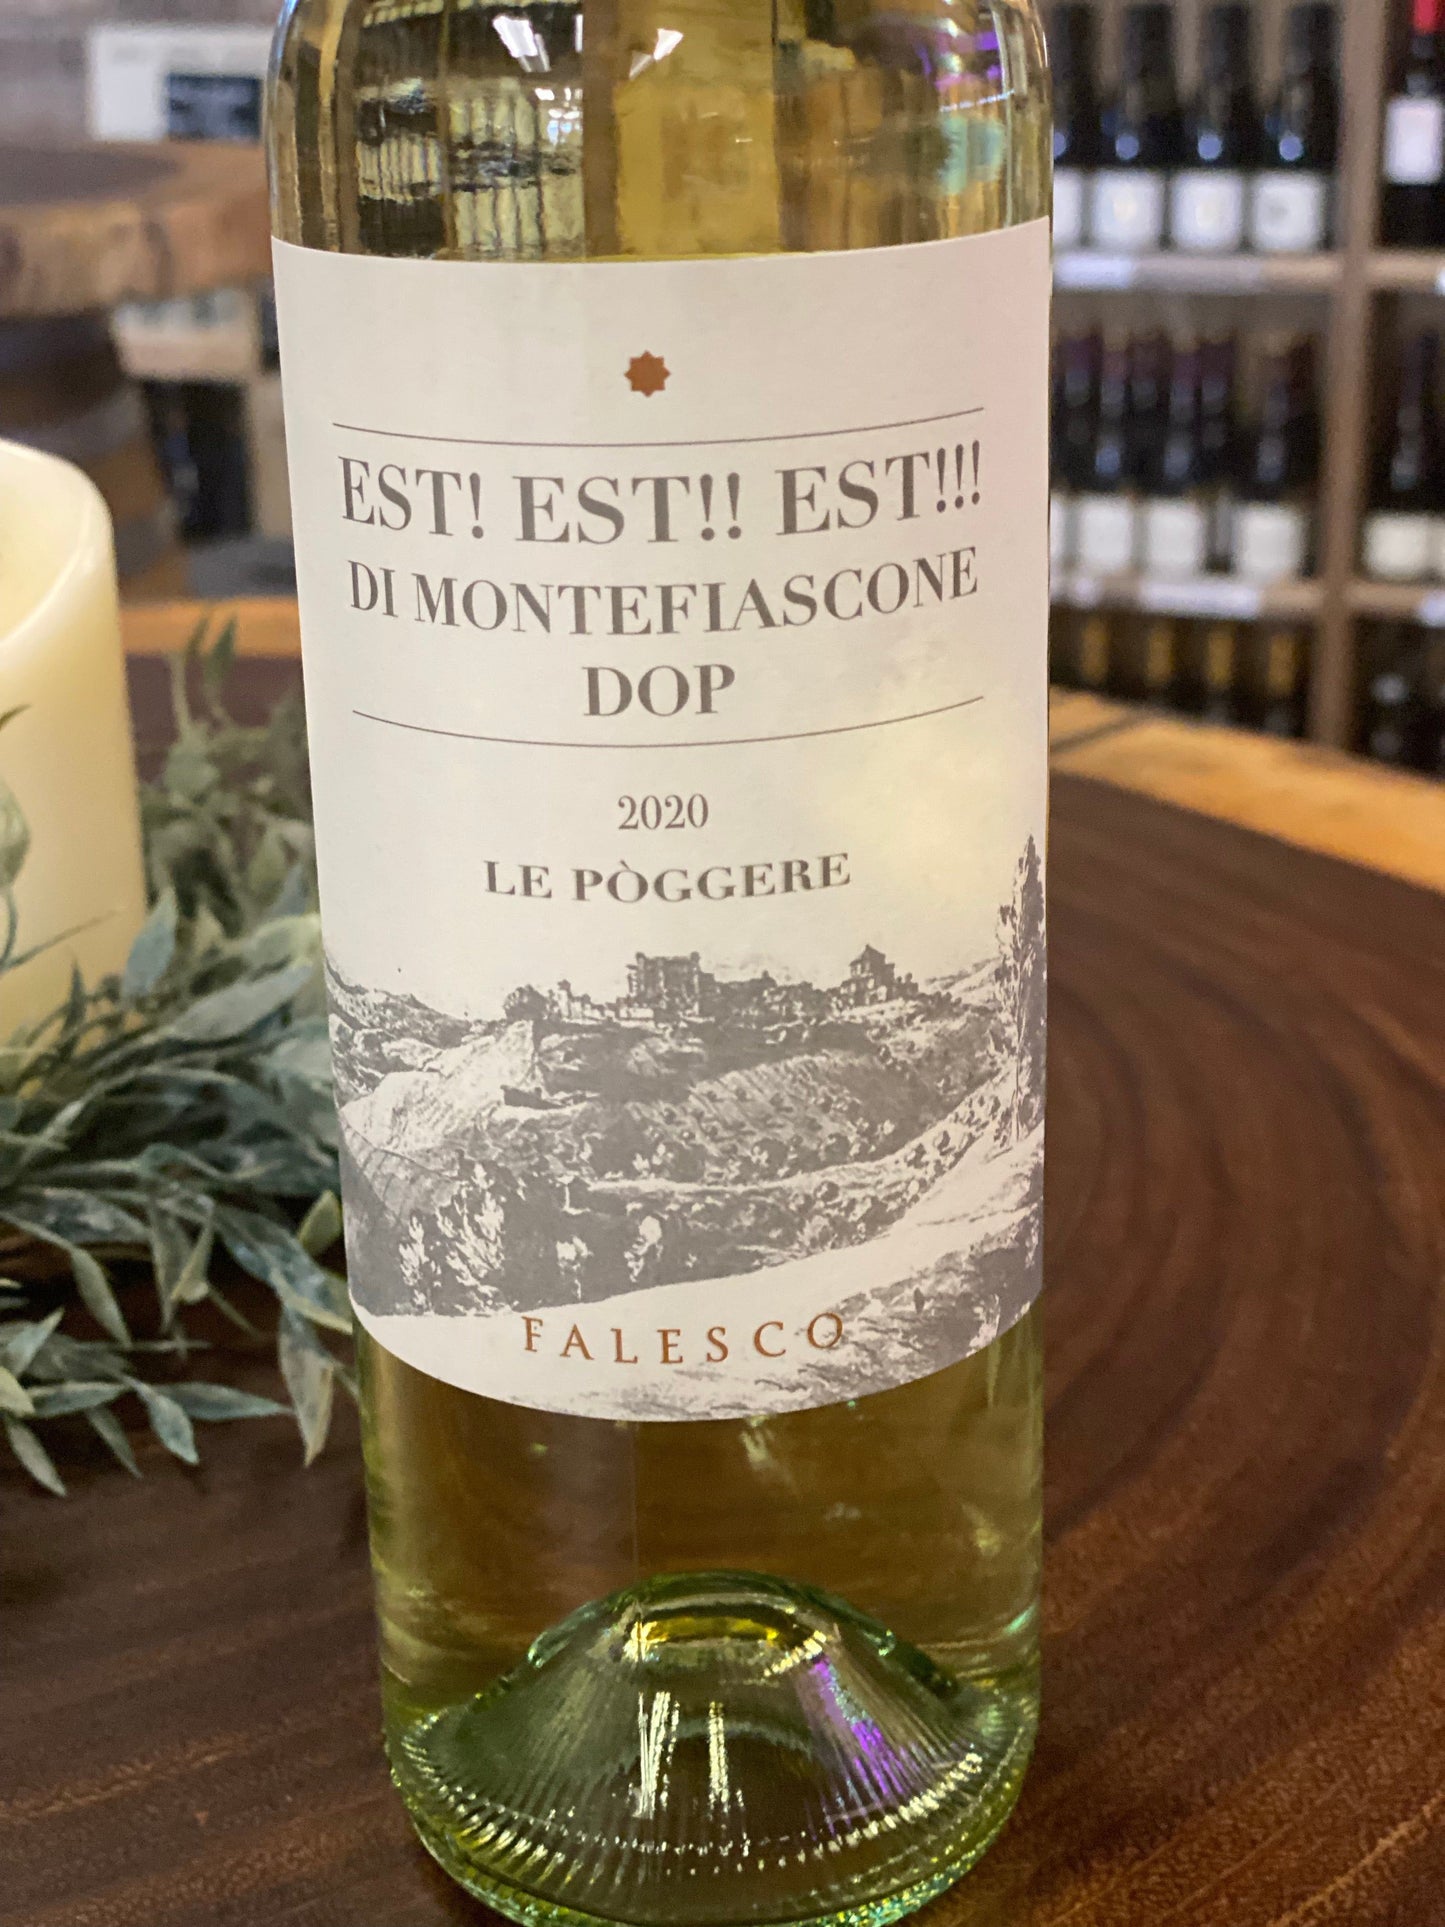 EST! EST!! EST!!!
DI MONTEFIASCONE
DOP
2020
LE PÒGGERE
FALESCO